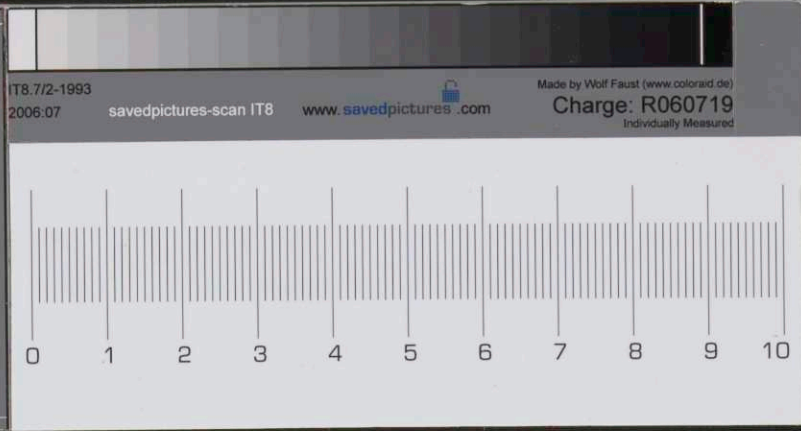 IT8.7/2-1993
Made by Wolf Faust (www.coloraid.de)
2006:07
savedpictures-scan IT8
www.savedpictures.com
Charge: R060719
Individually Measured
0 1 2 3 4 5 6 7 8 9 10